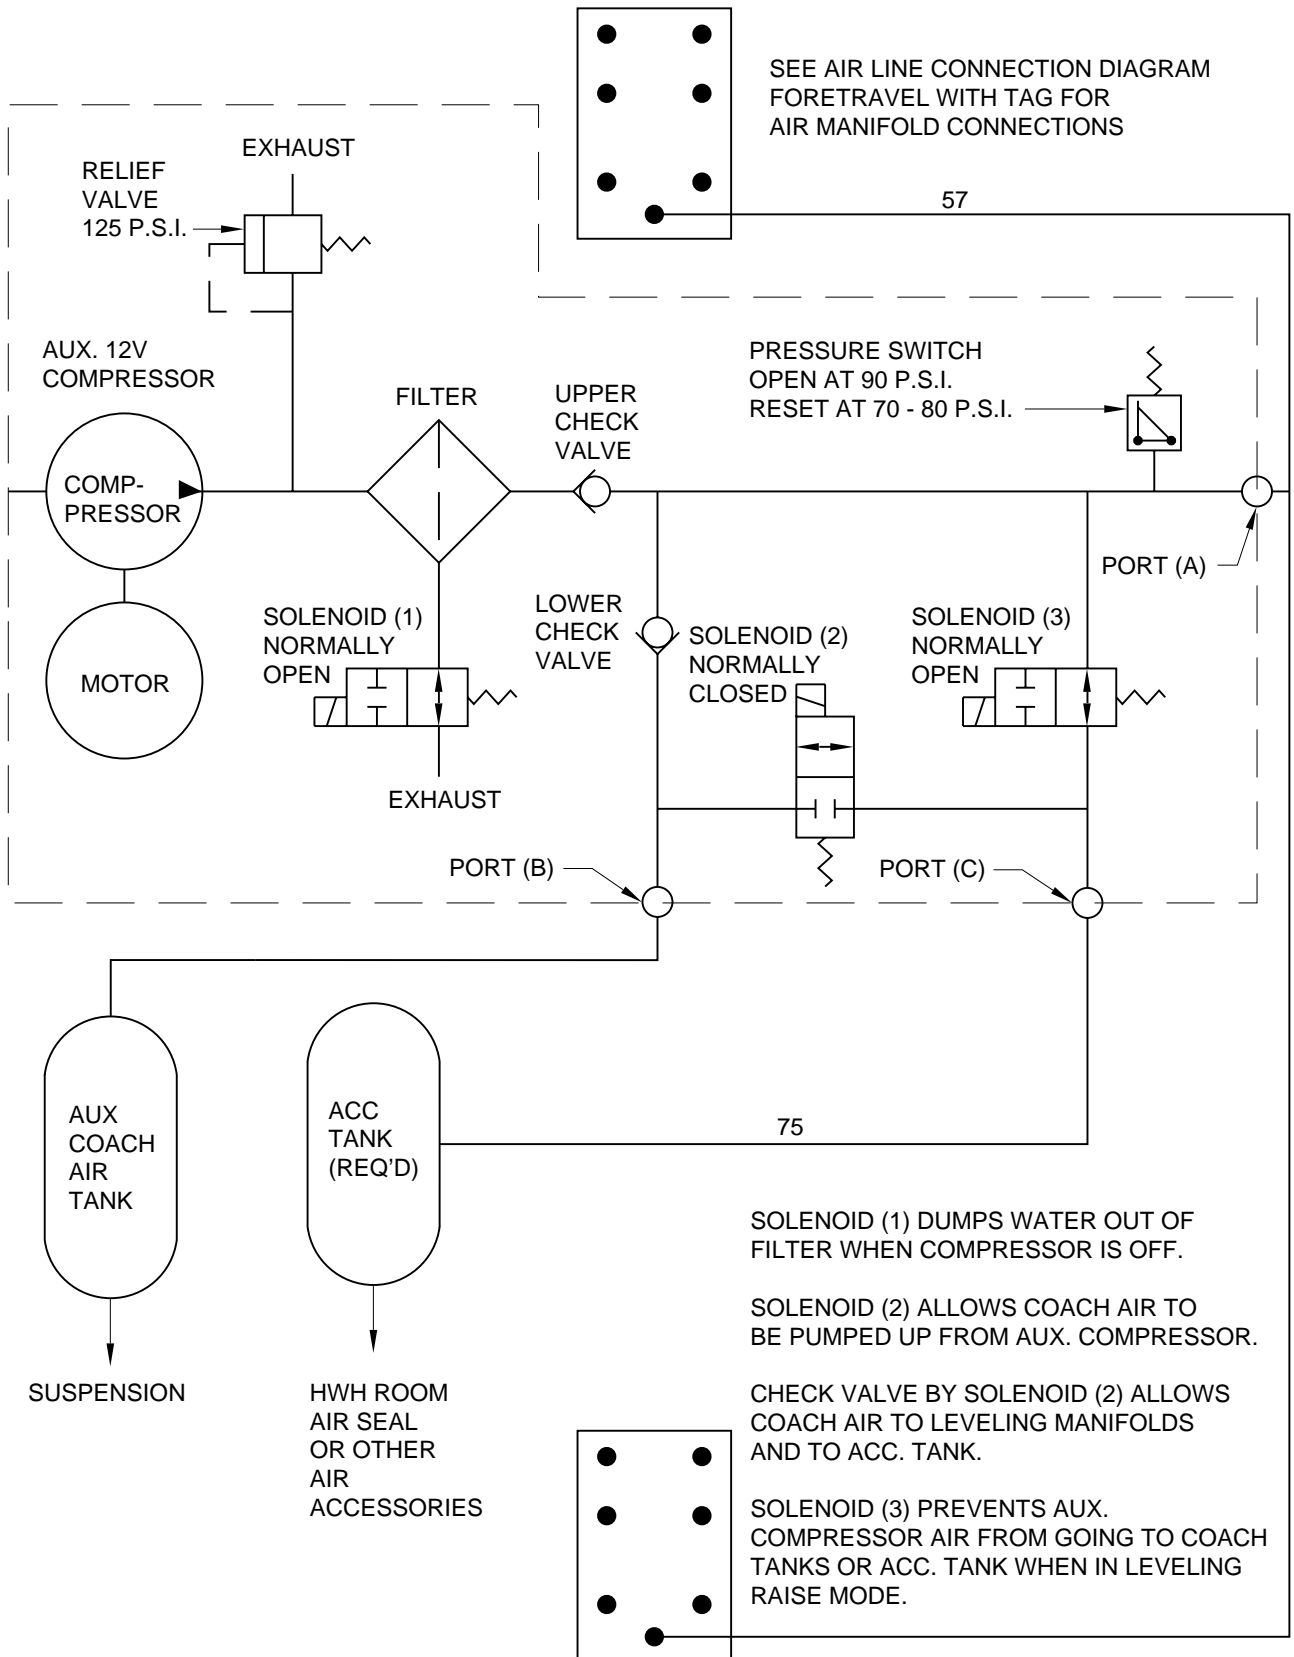 SEE AIR LINE CONNECTION DIAGRAM
FORETRAVEL WITH TAG FOR
AIR MANIFOLD CONNECTIONS
EXHAUST
RELIEF
VALVE
125 P.S.I.
57
AUX. 12V
COMPRESSOR
PRESSURE SWITCH
OPEN AT 90 P.S.I.
RESET AT 70 - 80 P.S.I.
FILTER
UPPER
CHECK
VALVE
COMP-
PRESSOR
PORT (A)
LOWER
CHECK
VALVE
SOLENOID (1)
NORMALLY
OPEN
SOLENOID (2)
NORMALLY
CLOSED
SOLENOID (3)
NORMALLY
OPEN
MOTOR
EXHAUST
PORT (B)
PORT (C)
AUX
COACH
AIR
TANK
ACC
TANK
(REQ'D)
75
SUSPENSION
HWH ROOM
AIR SEAL
OR OTHER
AIR
ACCESSORIES
SOLENOID (1) DUMPS WATER OUT OF
FILTER WHEN COMPRESSOR IS OFF.
SOLENOID (2) ALLOWS COACH AIR TO
BE PUMPED UP FROM AUX. COMPRESSOR.
CHECK VALVE BY SOLENOID (2) ALLOWS
COACH AIR TO LEVELING MANIFOLDS
AND TO ACC. TANK.
SOLENOID (3) PREVENTS AUX.
COMPRESSOR AIR FROM GOING TO COACH
TANKS OR ACC. TANK WHEN IN LEVELING
RAISE MODE.